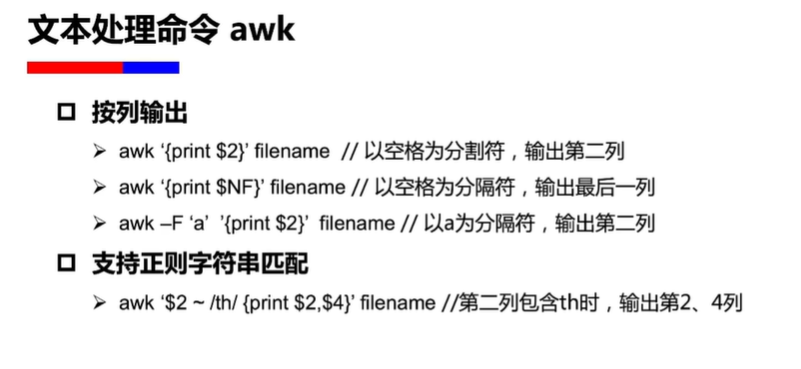 文本处理命令 awk
按列输出
awk ‘{print $2}’ filename // 以空格为分割符，输出第二列
awk ‘{print $NF}’ filename // 以空格为分隔符，输出最后一列
awk –F ‘a’ ’{print $2}’ filename // 以a为分隔符，输出第二列
支持正则字符串匹配
awk ‘$2 ~ /th/ {print $2,$4}’ filename //第二列包含th时，输出第2、4列